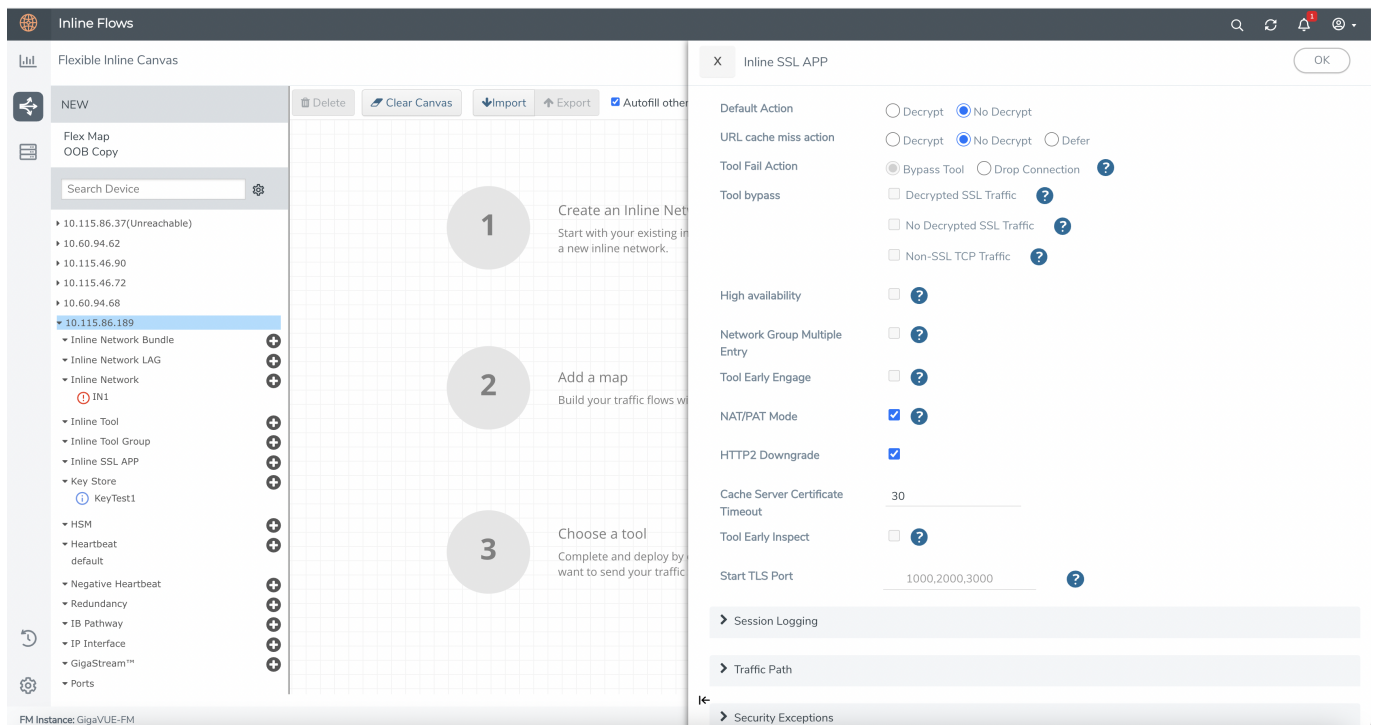 Inline Flows
1
Flexible Inline Canvas
X
Inline SSL APP
OK
NEW
Flex Map
OOB Copy
Search Device
10.115.86.37(Unreachable)
10.60.94.62
10.115.46.90
10.115.46.72
10.60.94.68
10.115.86.189
Inline Network Bundle
Inline Network LAG
Inline Network
IN1
Inline Tool
Inline Tool Group
Inline SSL APP
Key Store
KeyTest1
HSM
Heartbeat
default
Negative Heartbeat
Redundancy
IB Pathway
IP Interface
GigaStream™
Ports
Delete
Clear Canvas
Import
Export
Autofill other
1
Create an Inline Net
Start with your existing in
a new inline network.
2
Add a map
Build your traffic flows wi
3
Choose a tool
Complete and deploy by
want to send your traffic
Default Action
Decrypt
No Decrypt
URL cache miss action
Decrypt
No Decrypt
Defer
Tool Fail Action
Bypass Tool
Drop Connection
?
Tool bypass
Decrypted SSL Traffic
?
No Decrypted SSL Traffic
?
Non-SSL TCP Traffic
?
High availability
?
Network Group Multiple
Entry
?
Tool Early Engage
?
NAT/PAT Mode
?
HTTP2 Downgrade
Cache Server Certificate
Timeout
30
Tool Early Inspect
?
Start TLS Port
1000,2000,3000
?
Session Logging
Traffic Path
Security Exceptions
FM Instance: GigaVUE-FM